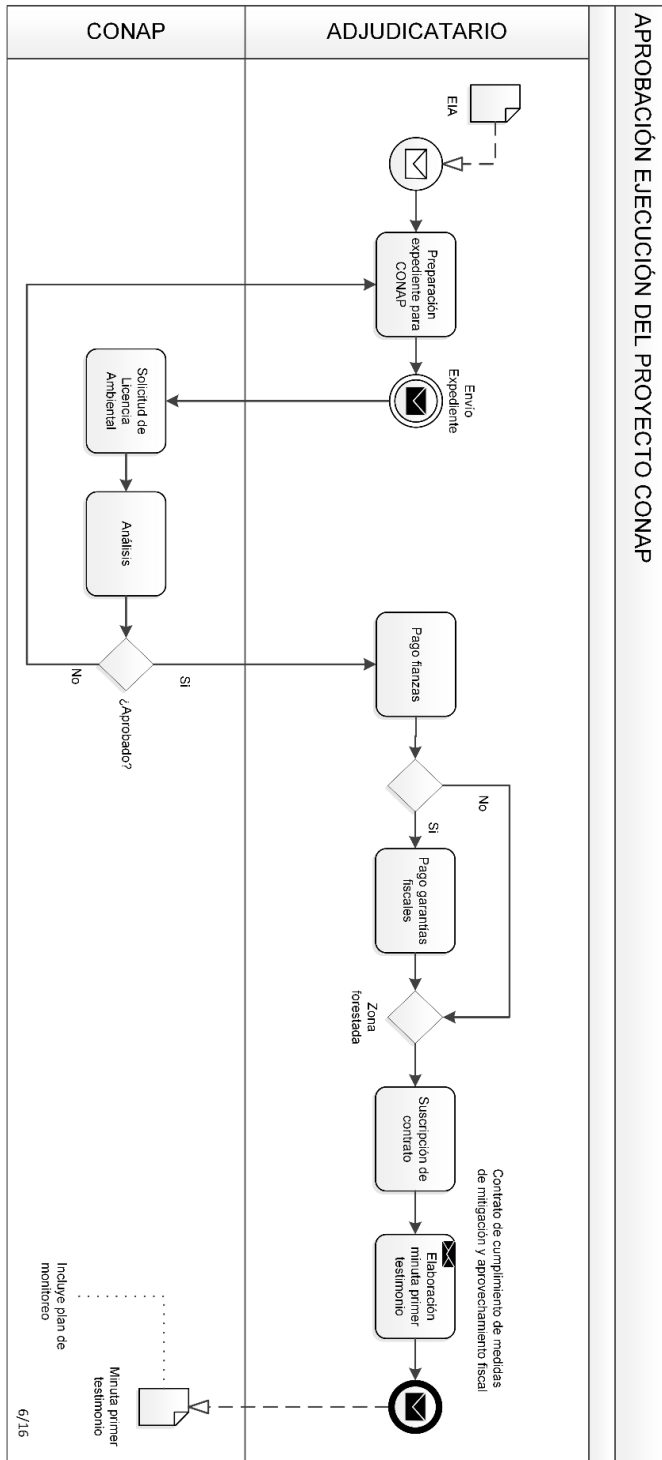 APROBACIÓN EJECUCIÓN DEL PROYECTO CONAP
ADJUDICATARIO
EIA
Preparación
expediente para
CONAP
Envío
Expediente
Pago fianzas
No
Si
Pago garantías
fiscales
Zona
forestada
Suscripción de
contrato
Contrato de cumplimiento de medidas
de mitigación y aprovechamiento fiscal
Elaboración
minuta primer
testimonio
CONAP
Solicitud de
Licencia
Ambiental
Análisis
¿Aprobado?
Si
No
Incluye plan de
monitoreo
Minuta primer
testimonio
6/16